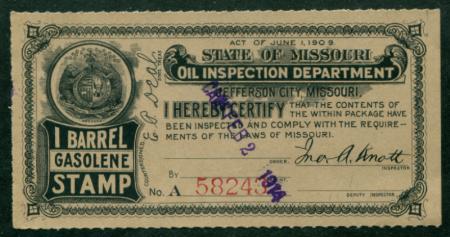 ACT OF JUNE 1, 1909.
STATE OF MISSOURI
OIL INSPECTION DEPARTMENT
JEFFERSON CITY, MISSOURI.
I HEREBY CERTIFY THAT THE CONTENTS OF
THE WITHIN PACKAGE HAVE
BEEN INSPECTED AND COMPLY WITH THE REQUIRE-
MENTS OF THE LAWS OF MISSOURI.
1 BARREL
GASOLENE
STAMP
COUNTERSIGNED
Jno. A. Knott
INSPECTOR.
BY
No. A 58243
DEPUTY INSPECTOR
2 1914